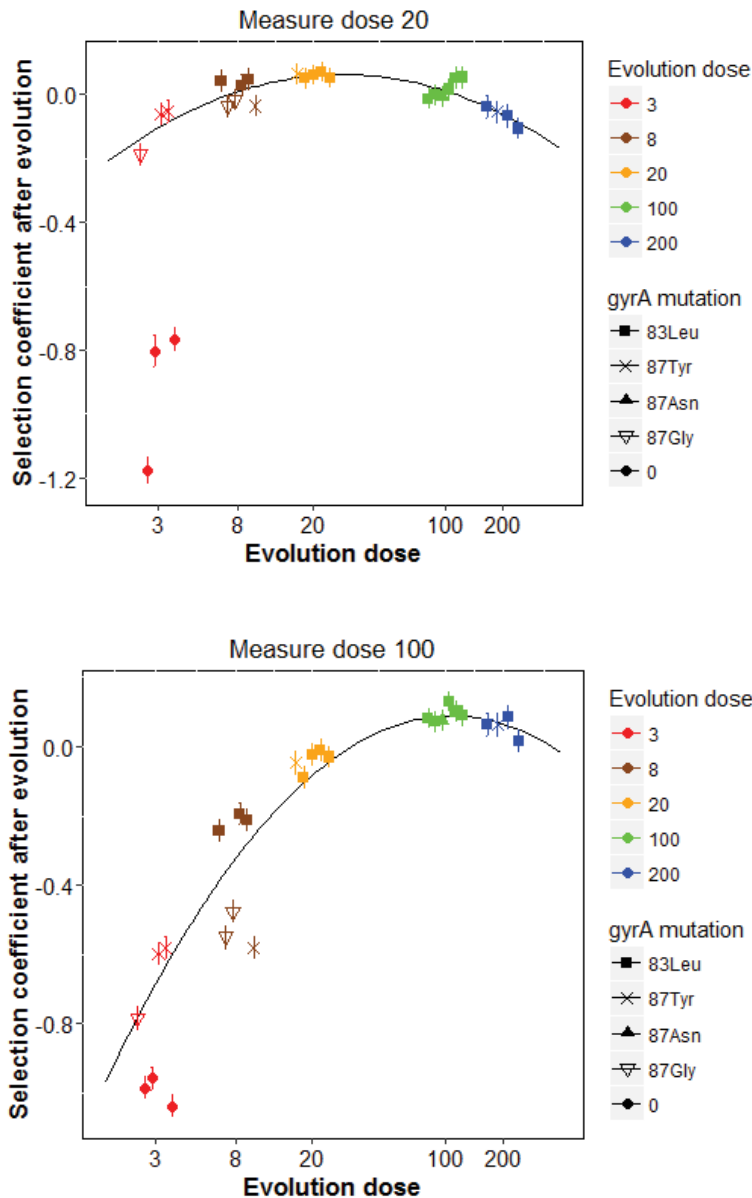 Measure dose 20
Selection coefficient after evolution
0.0
-0.4
-0.8
-1.2
3 8 20 100 200
Evolution dose
Evolution dose
3
8
20
100
200
gyrA mutation
83Leu
87Tyr
87Asn
87Gly
0
Measure dose 100
Selection coefficient after evolution
0.0
-0.4
-0.8
3 8 20 100 200
Evolution dose
Evolution dose
3
8
20
100
200
gyrA mutation
83Leu
87Tyr
87Asn
87Gly
0